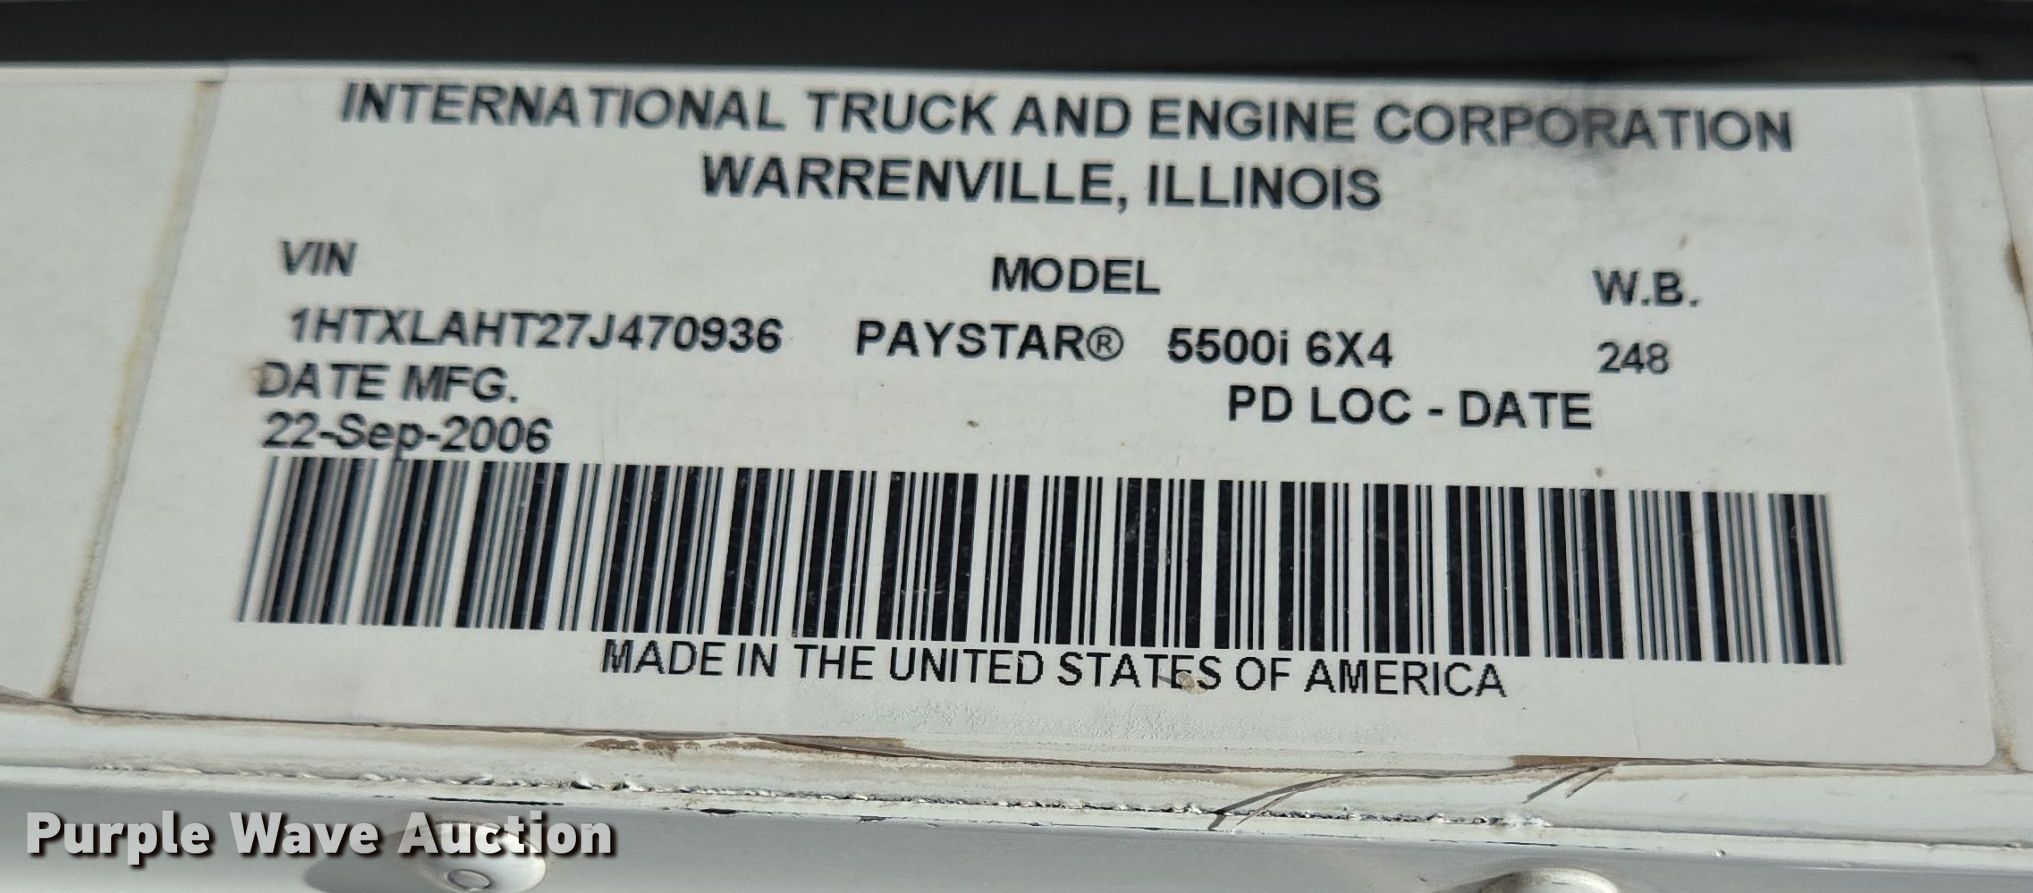 INTERNATIONAL TRUCK AND ENGINE CORPORATION
WARRENVILLE, ILLINOIS
VIN MODEL W.B.
1HTXLAHT27J470936 PAYSTAR® 5500i 6X4 248
DATE MFG. PD LOC - DATE
22-Sep-2006
MADE IN THE UNITED STATES OF AMERICA
Purple Wave Auction